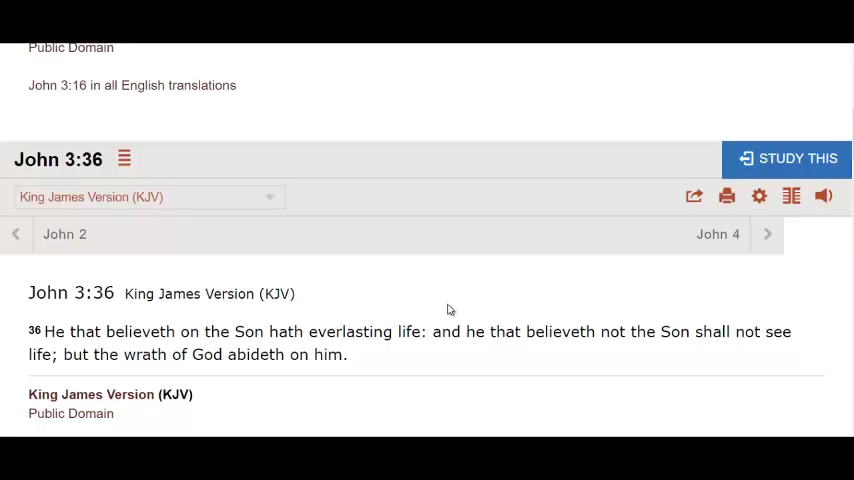 Public Domain
John 3:16 in all English translations
John 3:36
STUDY THIS
King James Version (KJV)
John 2
John 4
John 3:36 King James Version (KJV)
36 He that believeth on the Son hath everlasting life: and he that believeth not the Son shall not see
life; but the wrath of God abideth on him.
King James Version (KJV)
Public Domain